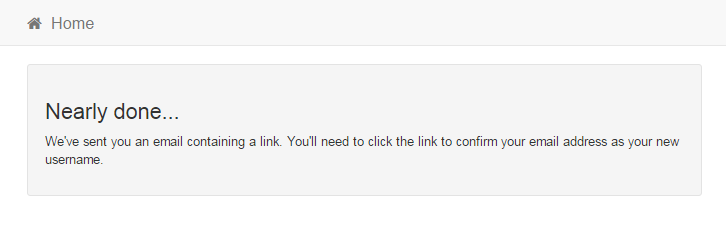 Home
Nearly done...
We've sent you an email containing a link. You'll need to click the link to confirm your email address as your new
username.